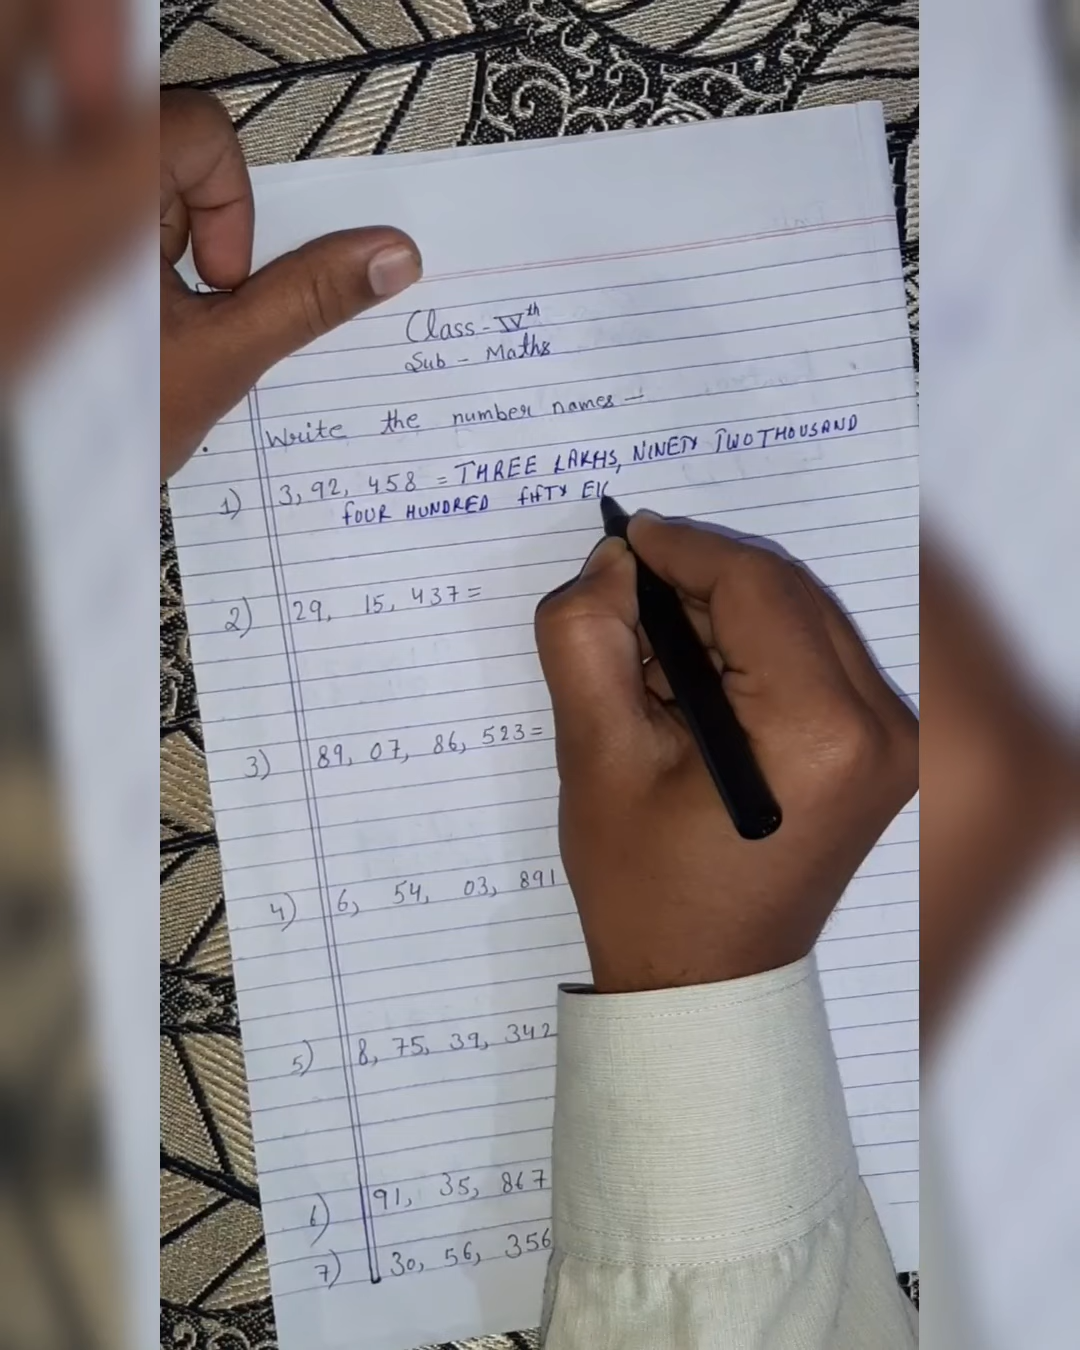 Class - IVth
Sub - Maths
Write the number names -
1) 3, 92, 458 = THREE LAKHS, NINETY TWO THOUSAND
FOUR HUNDRED FIFTY EIG
2) 29, 15, 437 =
3) 89, 07, 86, 523 =
4) 6, 54, 03, 891
5) 8, 75, 39, 342
6) 91, 35, 867
7) 30, 56, 356